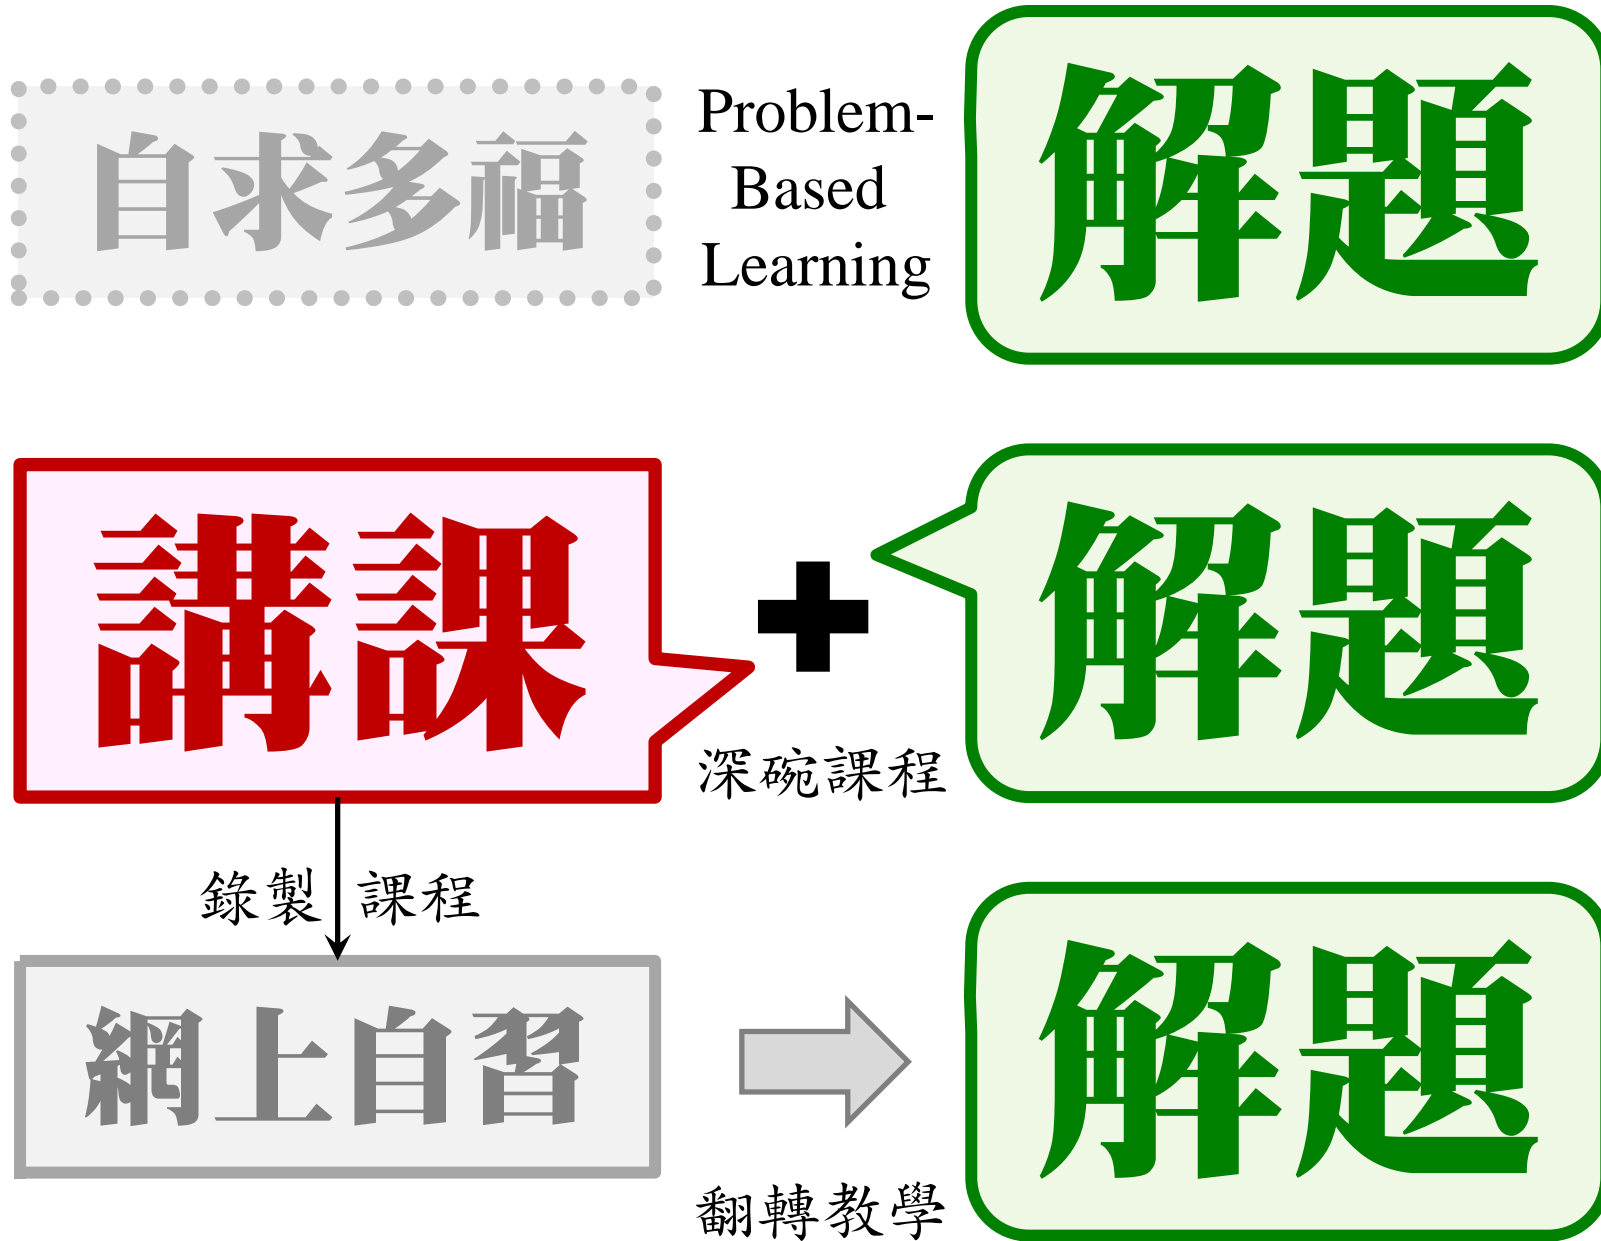 自求多福
Problem-
Based
Learning
解題
講課
深碗課程
解題
錄製 課程
網上自習
翻轉教學
解題